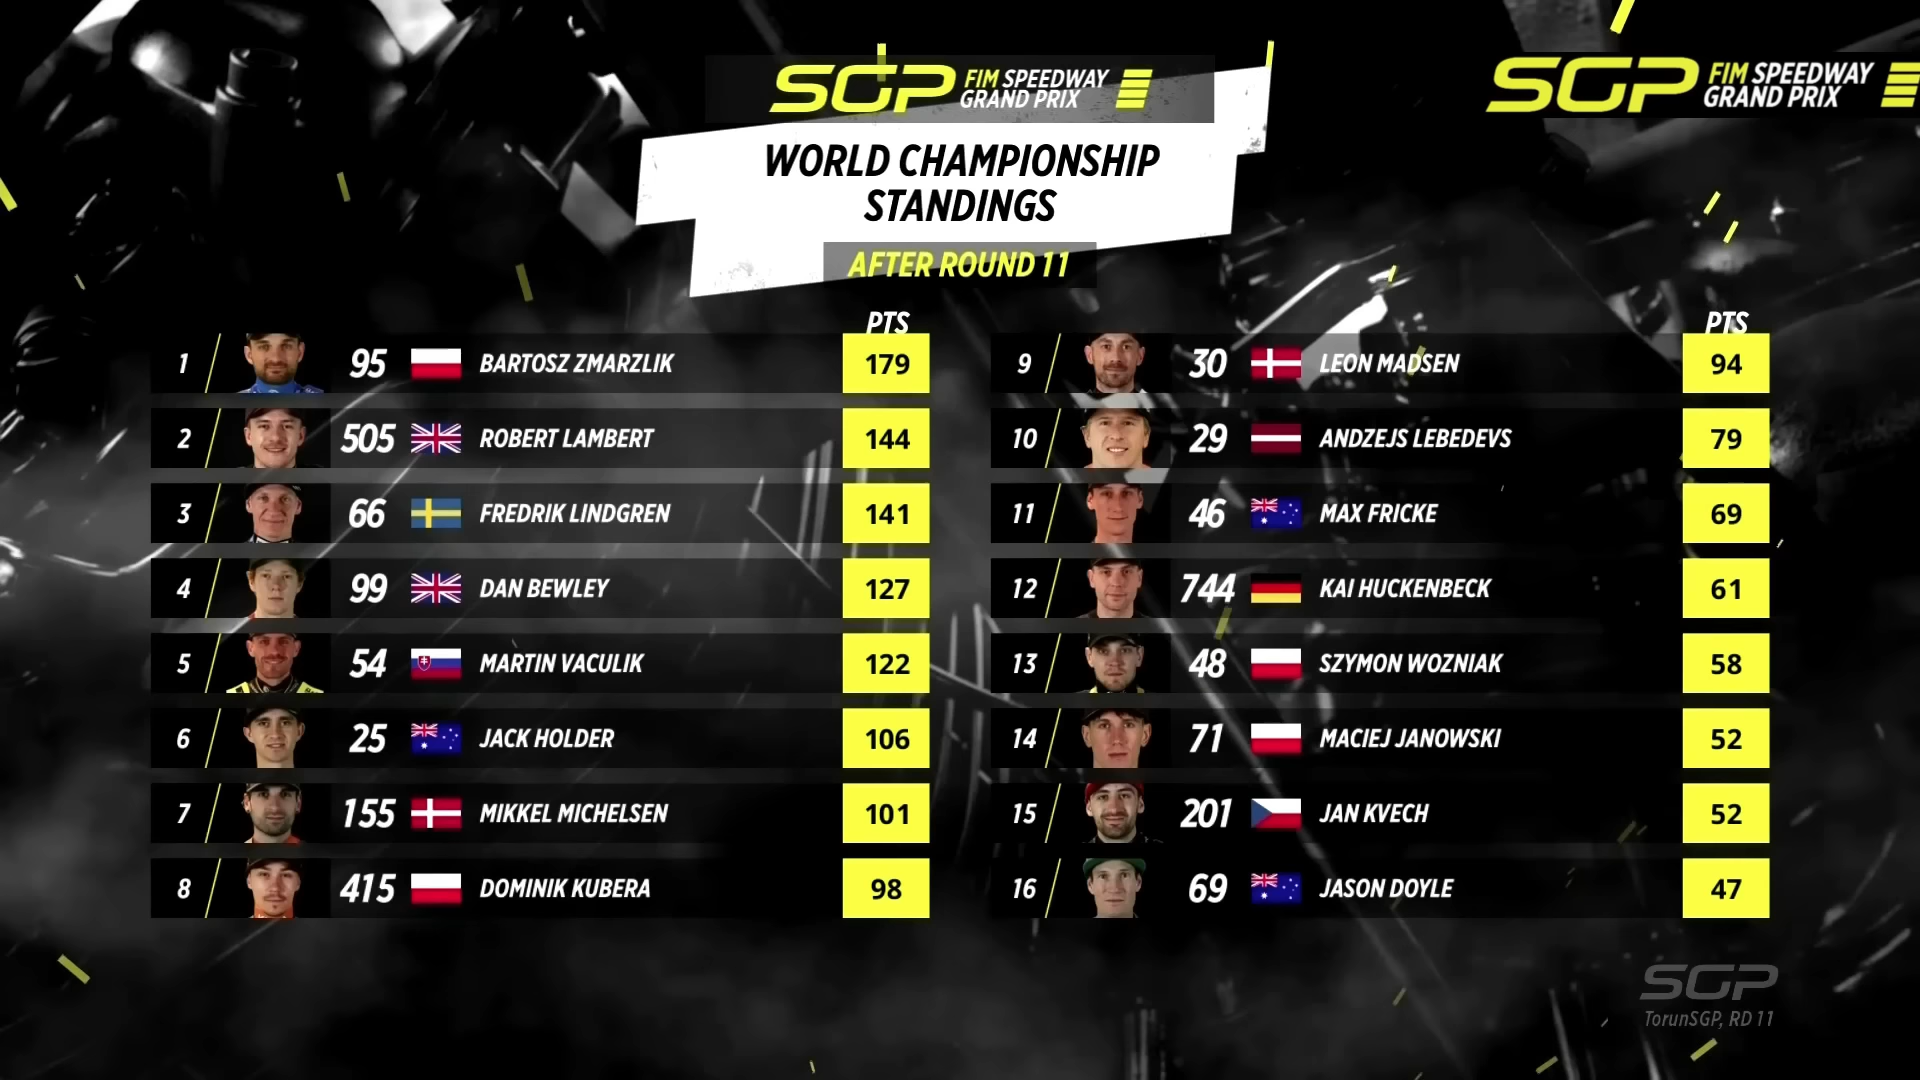 SGP FIM SPEEDWAY GRAND PRIX
SGP FIM SPEEDWAY GRAND PRIX
WORLD CHAMPIONSHIP
STANDINGS
AFTER ROUND 11
PTS
1 95 BARTOSZ ZMARZLIK 179
2 505 ROBERT LAMBERT 144
3 66 FREDRIK LINDGREN 141
4 99 DAN BEWLEY 127
5 54 MARTIN VACULIK 122
6 25 JACK HOLDER 106
7 155 MIKKEL MICHELSEN 101
8 415 DOMINIK KUBERA 98
PTS
9 30 LEON MADSEN 94
10 29 ANDZEJS LEBEDEVS 79
11 46 MAX FRICKE 69
12 744 KAI HUCKENBECK 61
13 48 SZYMON WOZNIAK 58
14 71 MACIEJ JANOWSKI 52
15 201 JAN KVECH 52
16 69 JASON DOYLE 47
SGP
TorunSGP, RD 11